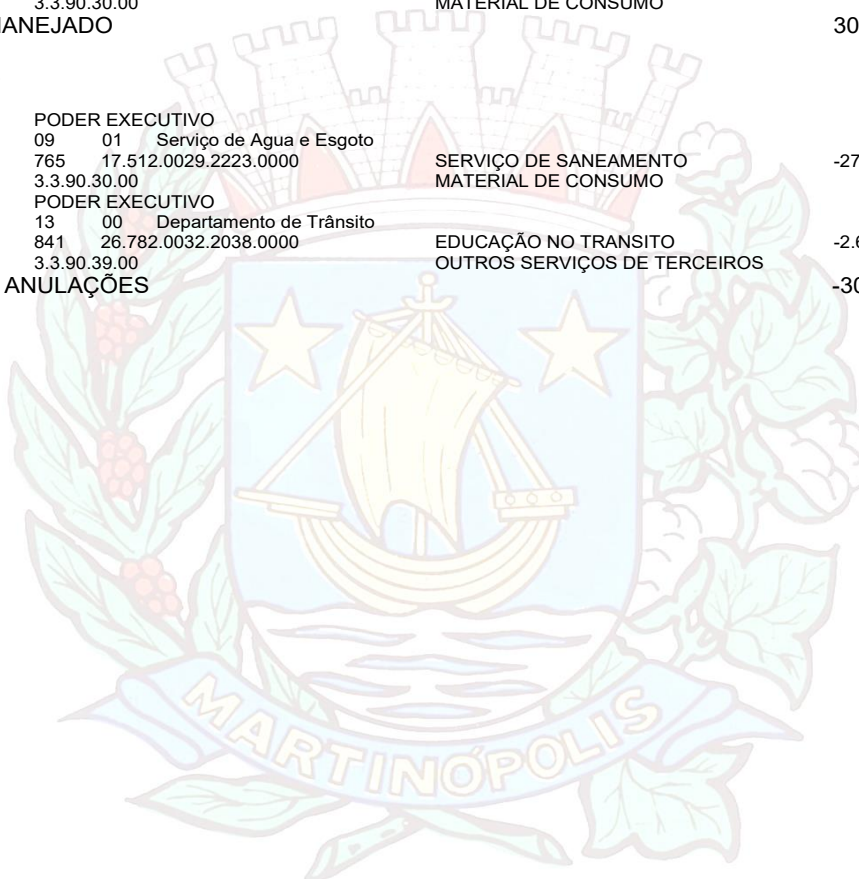 3.3.90.30.00 MATERIAL DE CONSUMO
ANEJADO 30
PODER EXECUTIVO
09 01 Serviço de Agua e Esgoto
765 17.512.0029.2223.0000 SERVIÇO DE SANEAMENTO -27
3.3.90.30.00 MATERIAL DE CONSUMO
PODER EXECUTIVO
13 00 Departamento de Trânsito
841 26.782.0032.2038.0000 EDUCAÇÃO NO TRANSITO -2.6
3.3.90.39.00 OUTROS SERVIÇOS DE TERCEIROS
ANULAÇÕES -30
MARTINÓPOLIS